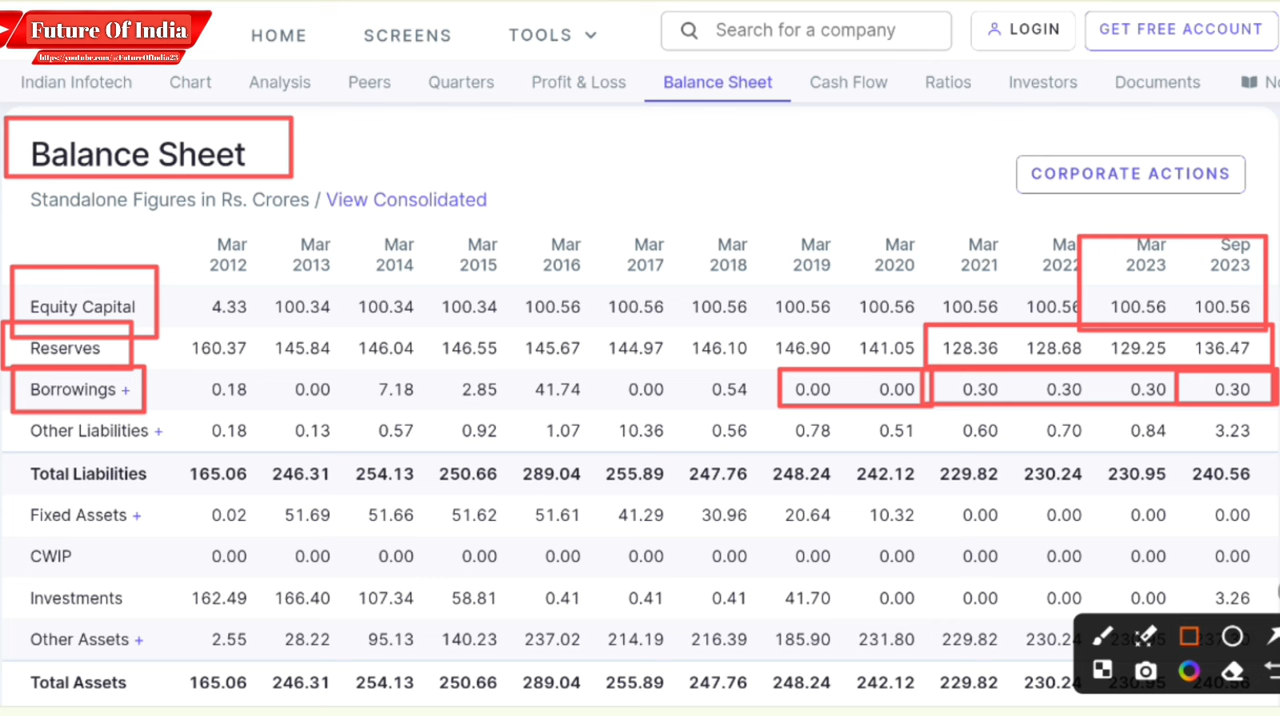 Future Of India
https://youtube.com/@FutureOfIndia23
HOME SCREENS TOOLS
Search for a company
LOGIN
GET FREE ACCOUNT
Indian Infotech Chart Analysis Peers Quarters Profit & Loss Balance Sheet Cash Flow Ratios Investors Documents
Balance Sheet
CORPORATE ACTIONS
Standalone Figures in Rs. Crores / View Consolidated
Mar 2012 Mar 2013 Mar 2014 Mar 2015 Mar 2016 Mar 2017 Mar 2018 Mar 2019 Mar 2020 Mar 2021 Mar 2022 Mar 2023 Sep 2023
Equity Capital 4.33 100.34 100.34 100.34 100.56 100.56 100.56 100.56 100.56 100.56 100.56 100.56 100.56
Reserves 160.37 145.84 146.04 146.55 145.67 144.97 146.10 146.90 141.05 128.36 128.68 129.25 136.47
Borrowings + 0.18 0.00 7.18 2.85 41.74 0.00 0.54 0.00 0.00 0.30 0.30 0.30 0.30
Other Liabilities + 0.18 0.13 0.57 0.92 1.07 10.36 0.56 0.78 0.51 0.60 0.70 0.84 3.23
Total Liabilities 165.06 246.31 254.13 250.66 289.04 255.89 247.76 248.24 242.12 229.82 230.24 230.95 240.56
Fixed Assets + 0.02 51.69 51.66 51.62 51.61 41.29 30.96 20.64 10.32 0.00 0.00 0.00 0.00
CWIP 0.00 0.00 0.00 0.00 0.00 0.00 0.00 0.00 0.00 0.00 0.00 0.00 0.00
Investments 162.49 166.40 107.34 58.81 0.41 0.41 0.41 41.70 0.00 0.00 0.00 0.00 3.26
Other Assets + 2.55 28.22 95.13 140.23 237.02 214.19 216.39 185.90 231.80 229.82 230.24
Total Assets 165.06 246.31 254.13 250.66 289.04 255.89 247.76 248.24 242.12 229.82 230.24 230.95 240.56